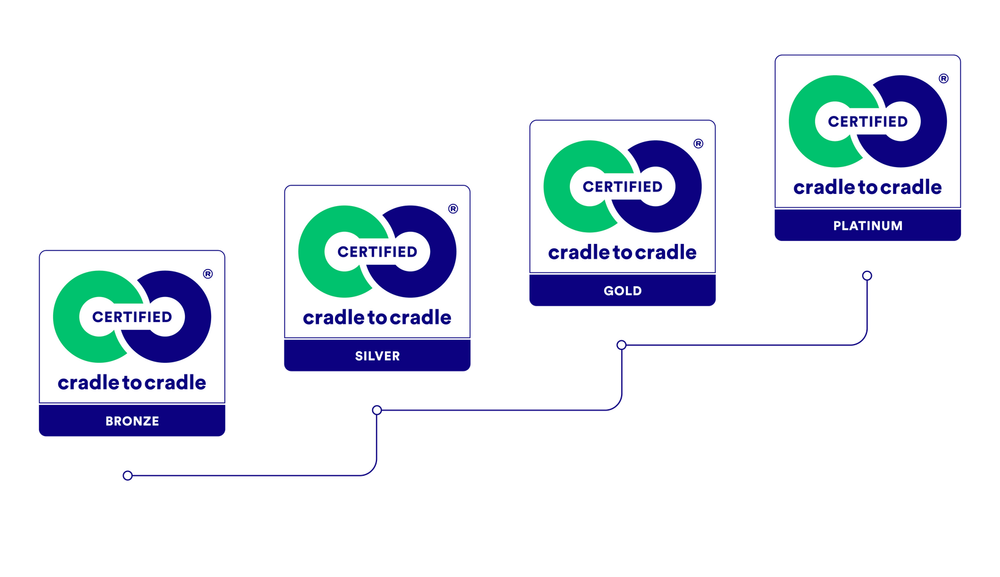 CERTIFIED
®
cradle to cradle
BRONZE
CERTIFIED
®
cradle to cradle
SILVER
CERTIFIED
®
cradle to cradle
GOLD
CERTIFIED
®
cradle to cradle
PLATINUM